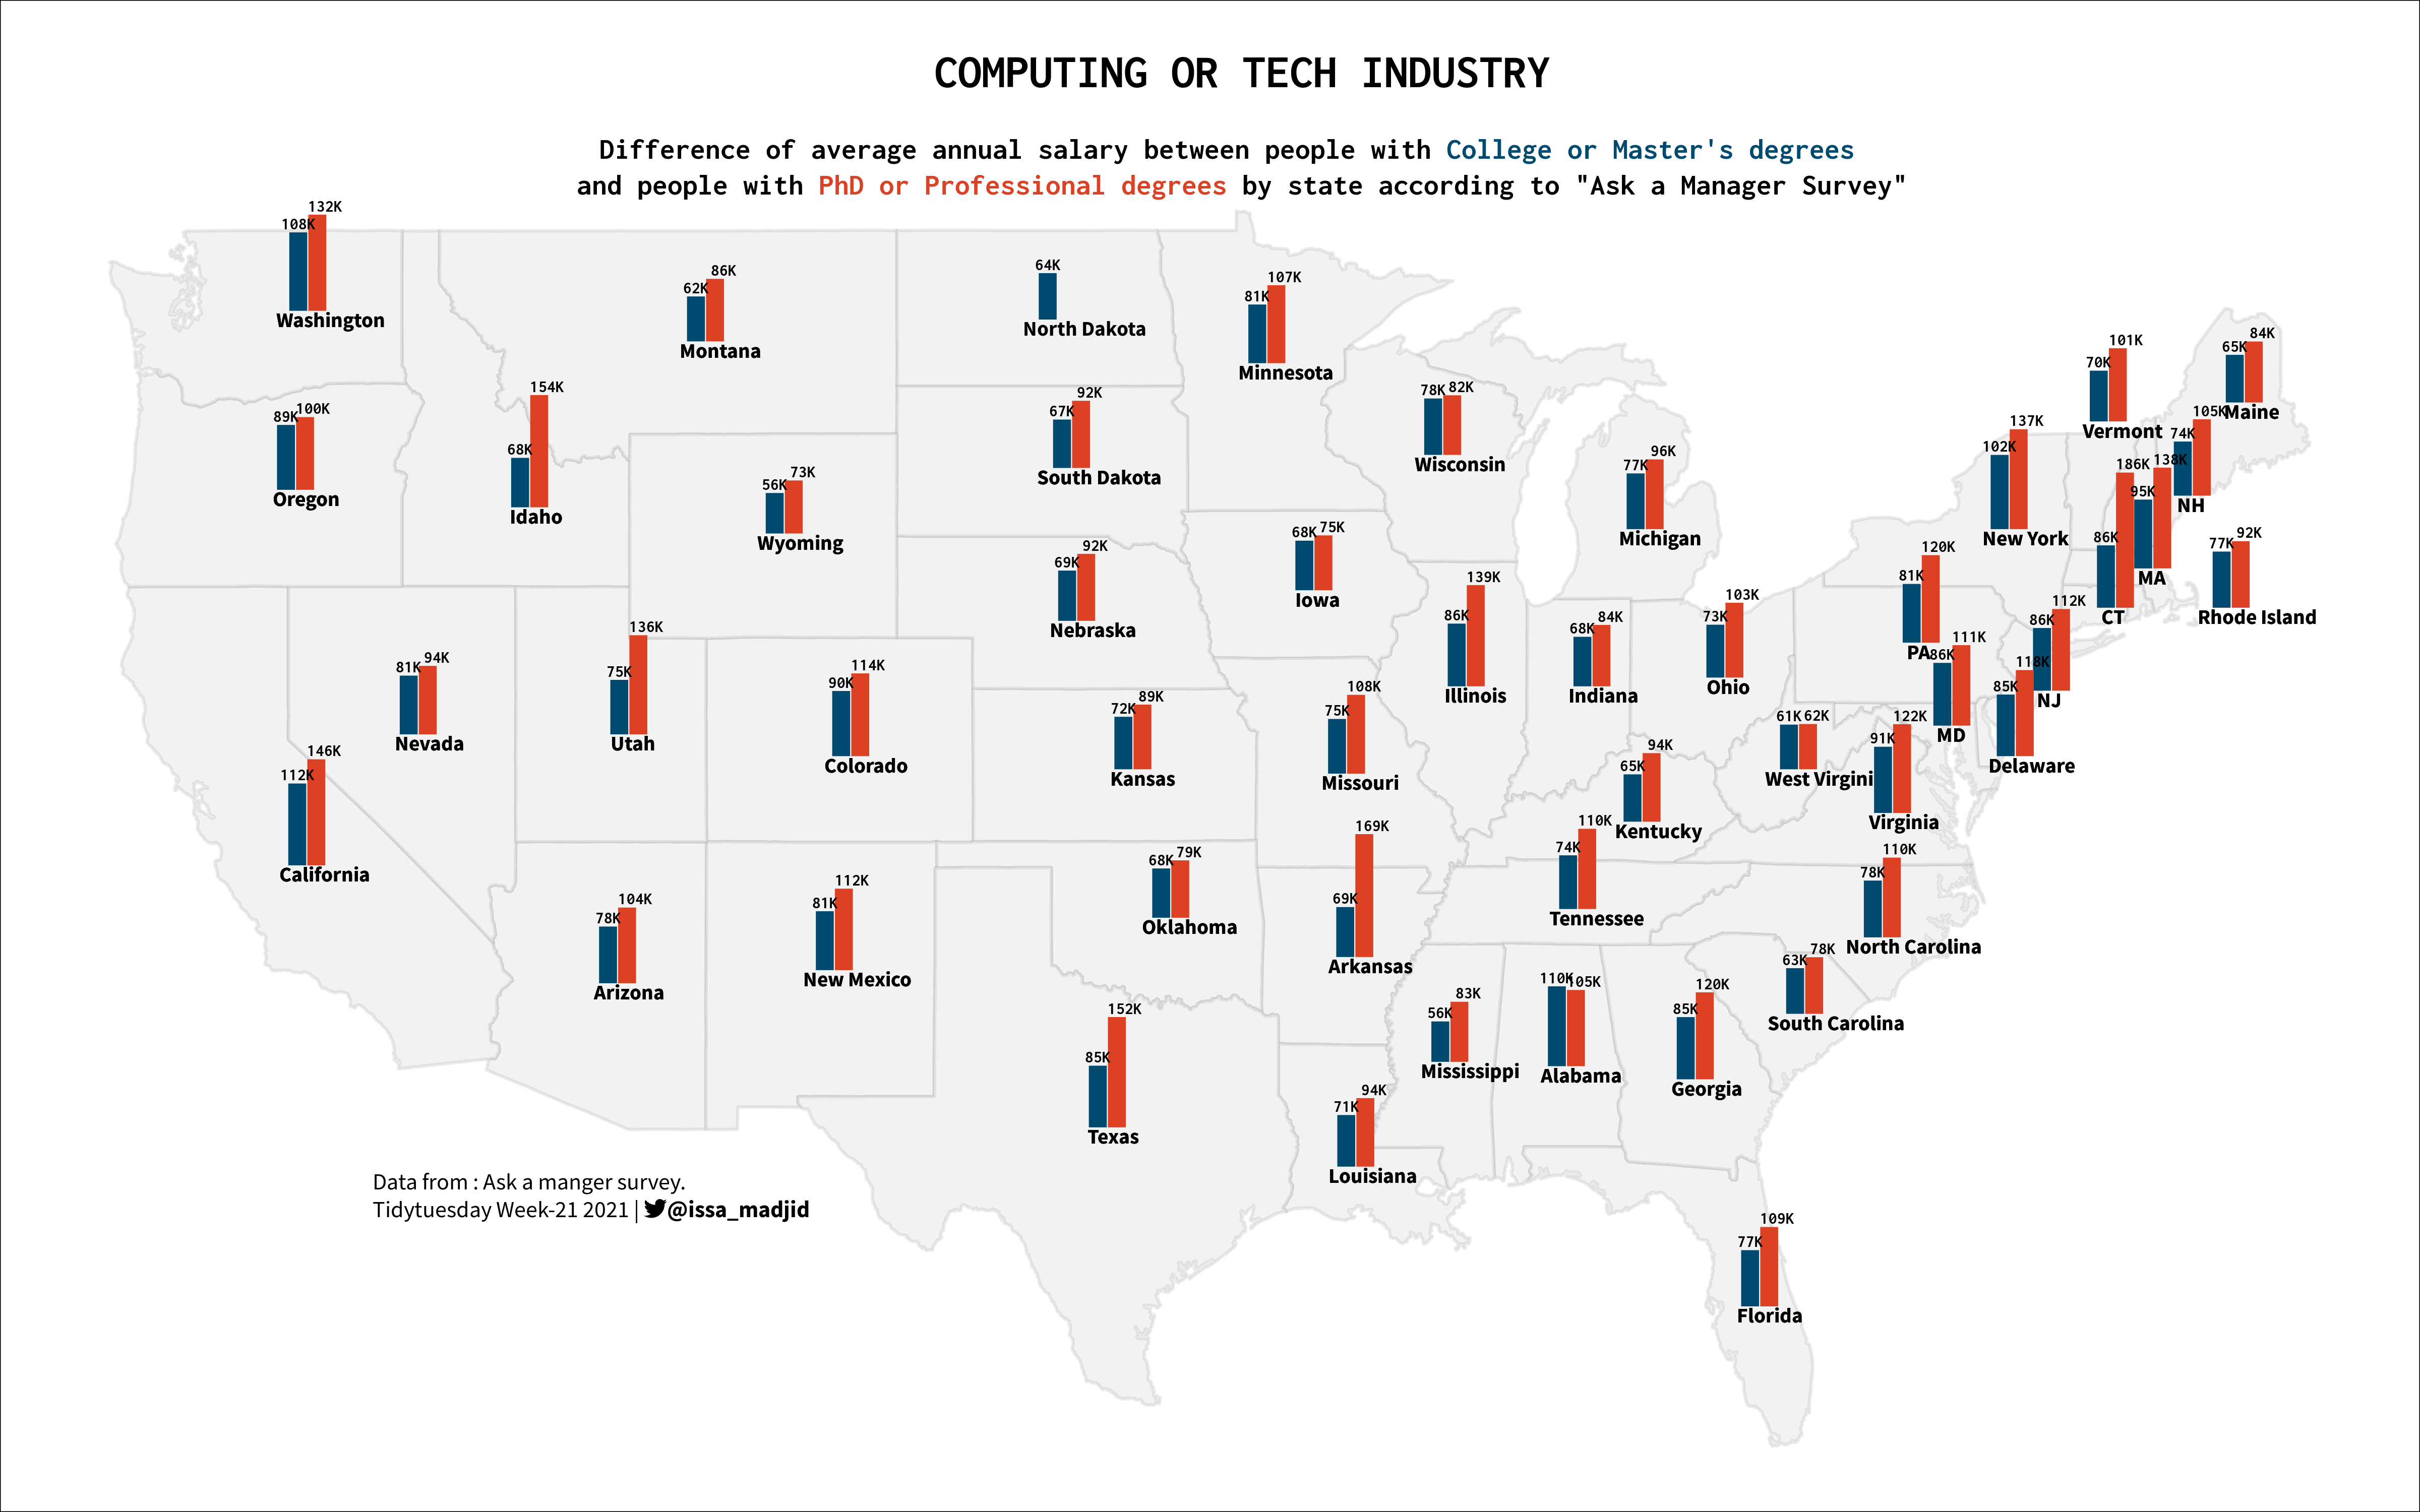 COMPUTING OR TECH INDUSTRY
Difference of average annual salary between people with College or Master's degrees
and people with PhD or Professional degrees by state according to "Ask a Manager Survey"
108K 132K
Washington
62K 86K
Montana
64K
North Dakota
81K 107K
Minnesota
89K 100K
Oregon
68K 154K
Idaho
56K 73K
Wyoming
67K 92K
South Dakota
78K 82K
Wisconsin
77K 96K
Michigan
70K 101K
Vermont
65K 84K
Maine
102K 137K
New York
74K 105K
NH
95K 138K
MA
86K 186K
CT
77K 92K
Rhode Island
69K 92K
Nebraska
68K 75K
Iowa
86K 139K
Illinois
68K 84K
Indiana
73K 103K
Ohio
81K 120K
PA
86K 112K
NJ
86K 111K
MD
85K 118K
Delaware
81K 94K
Nevada
75K 136K
Utah
90K 114K
Colorado
72K 89K
Kansas
75K 108K
Missouri
65K 94K
Kentucky
61K 62K
West Virgini
91K 122K
Virginia
112K 146K
California
78K 104K
Arizona
81K 112K
New Mexico
68K 79K
Oklahoma
69K 169K
Arkansas
74K 110K
Tennessee
78K 110K
North Carolina
63K 78K
South Carolina
85K 152K
Texas
71K 94K
Louisiana
56K 83K
Mississippi
110K 105K
Alabama
85K 120K
Georgia
77K 109K
Florida
Data from : Ask a manger survey.
Tidytuesday Week-21 2021 | @issa_madjid